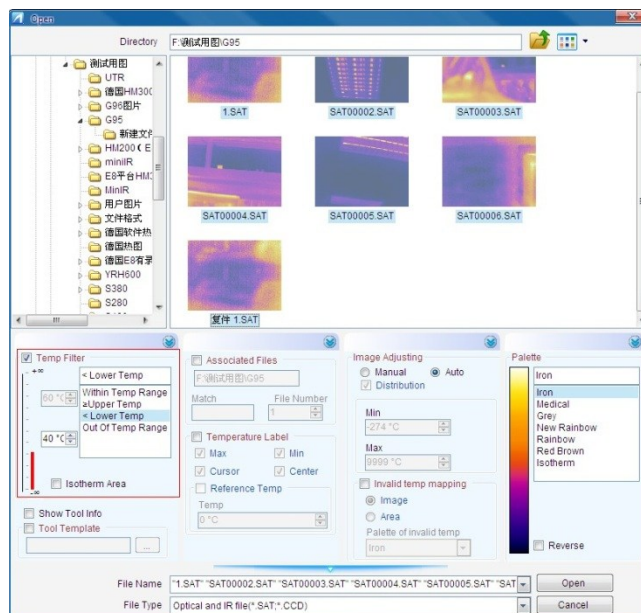 Open
Directory
F:\测试用图\G95
测试用图
UTR
德国HM300
G96图片
G95
新建文件
HM200 ( E
miniIR
E8平台HM3
MinIR
用户图片
文件格式
德国软件热
德国热图
德国E8有录
YRH600
S380
S280
1.SAT
SAT00002.SAT
SAT00003.SAT
SAT00004.SAT
SAT00005.SAT
SAT00006.SAT
复件 1.SAT
Temp Filter
+∞
< Lower Temp
60 °C
Within Temp Range
≥Upper Temp
< Lower Temp
Out Of Temp Range
40 °C
-∞
Isotherm Area
Show Tool Info
Tool Template
...
Associated Files
F:\测试用图\G95
Match
File Number
1
Temperature Label
Max
Min
Cursor
Center
Reference Temp
Temp
0 °C
Image Adjusting
Manual
Auto
Distribution
Min
-274 °C
Max
9999 °C
Invalid temp mapping
Image
Area
Palette of invalid temp
Iron
Palette
Iron
Iron
Medical
Grey
New Rainbow
Rainbow
Red Brown
Isotherm
Reverse
File Name
"1.SAT" "SAT00002.SAT" "SAT00003.SAT" "SAT00004.SAT" "SAT00005.SAT" "SAT
Open
File Type
Optical and IR file(*.SAT;*.CCD)
Cancel